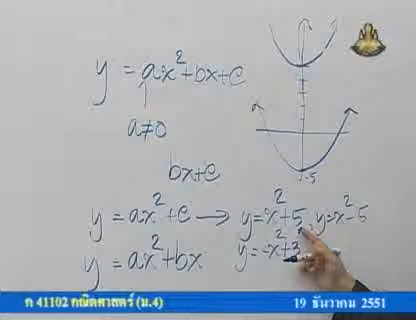 y = ax² + bx + c
a ≠ 0
bx + c
-5
y = ax² + c → y = x² + 5, y = x² - 5
y = ax² + bx
y = -x² + 3
ค 41102 คณิตศาสตร์ (ม.4)
19 ธันวาคม 2551